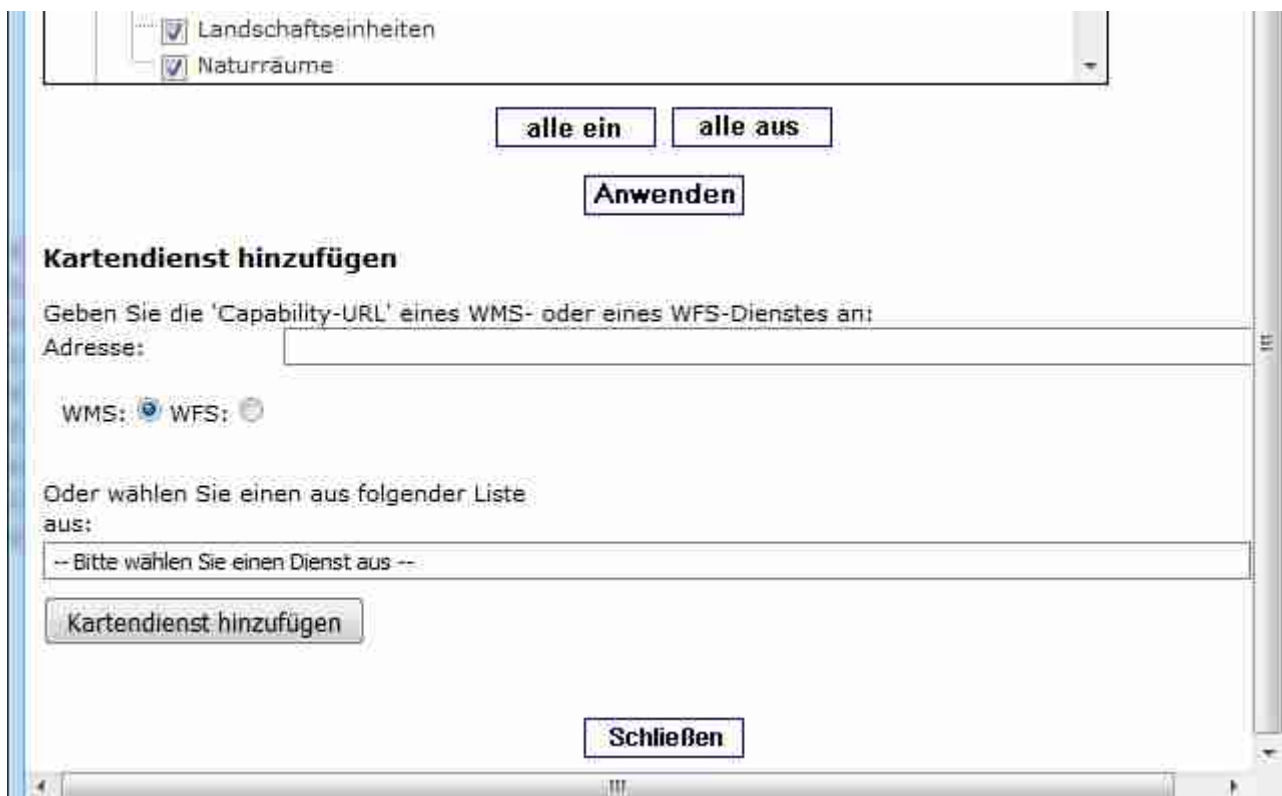 Landschaftseinheiten
Naturräume
alle ein alle aus
Anwenden
Kartendienst hinzufügen
Geben Sie die 'Capability-URL' eines WMS- oder eines WFS-Dienstes an:
Adresse:
WMS: WFS:
Oder wählen Sie einen aus folgender Liste
aus:
-- Bitte wählen Sie einen Dienst aus --
Kartendienst hinzufügen
Schließen